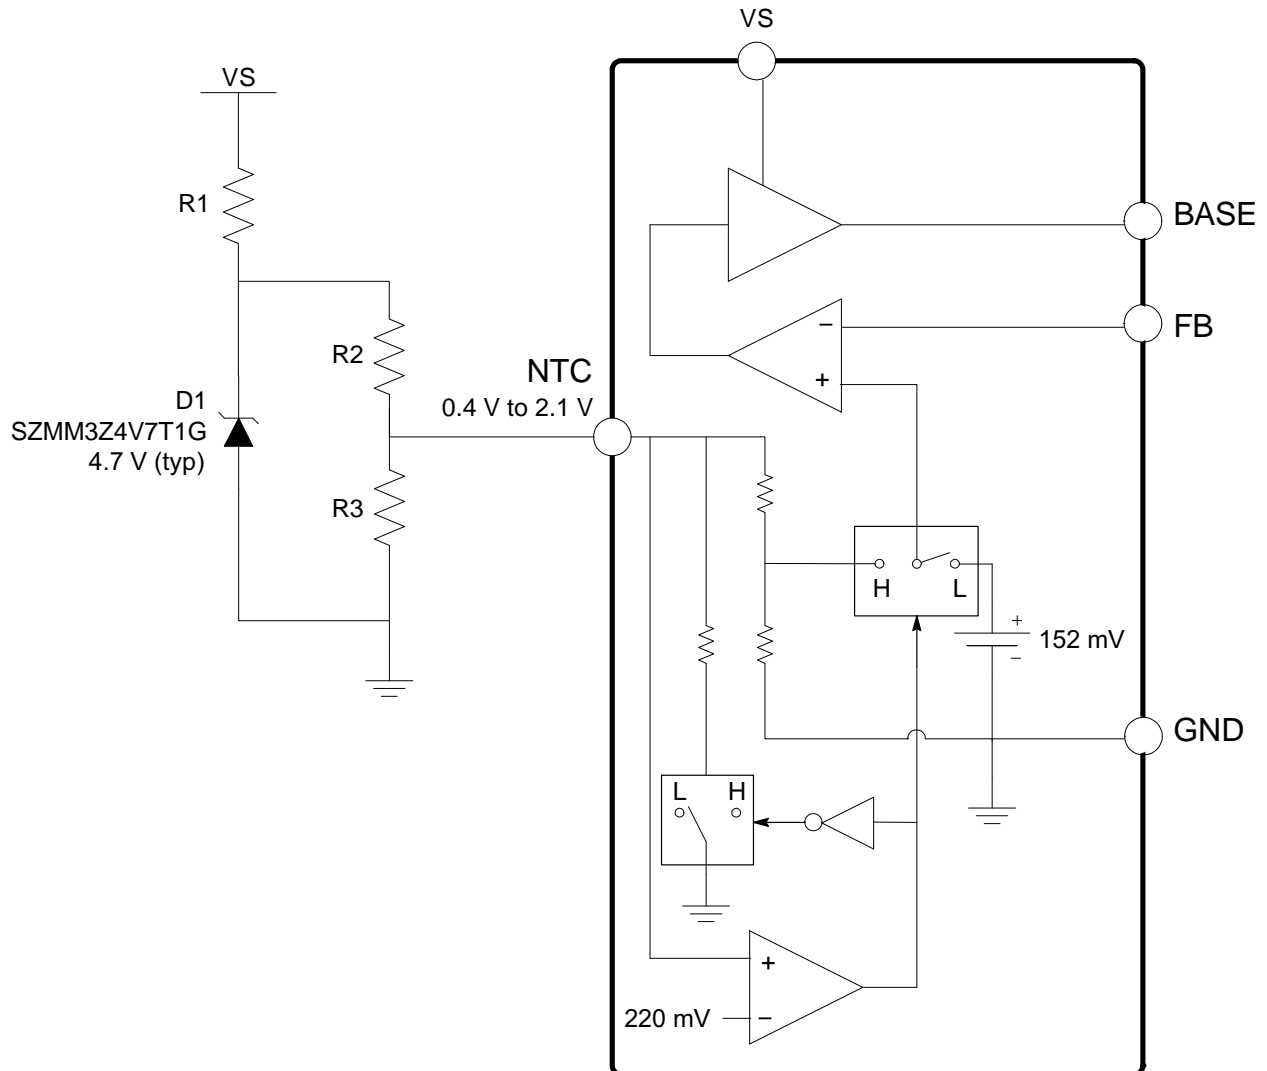 VS
VS
R1
BASE
FB
−
+
R2
NTC
0.4 V to 2.1 V
D1
SZMM3Z4V7T1G
4.7 V (typ)
R3
H
L
+
−
152 mV
GND
L
H
+
−
220 mV